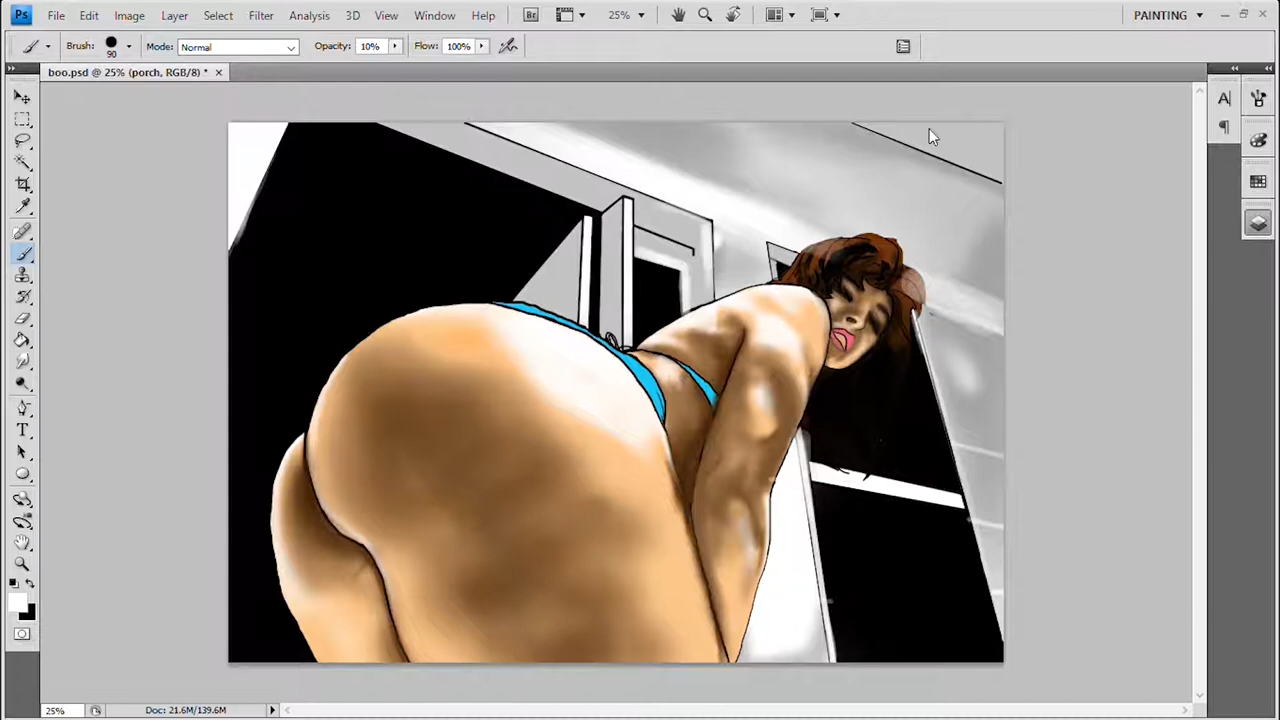 Ps File Edit Image Layer Select Filter Analysis 3D View Window Help Br 25% PAINTING
Brush: 90 Mode: Normal Opacity: 10% Flow: 100%
boo.psd @ 25% (porch, RGB/8) *
A
T
25% Doc: 21.6M/139.6M